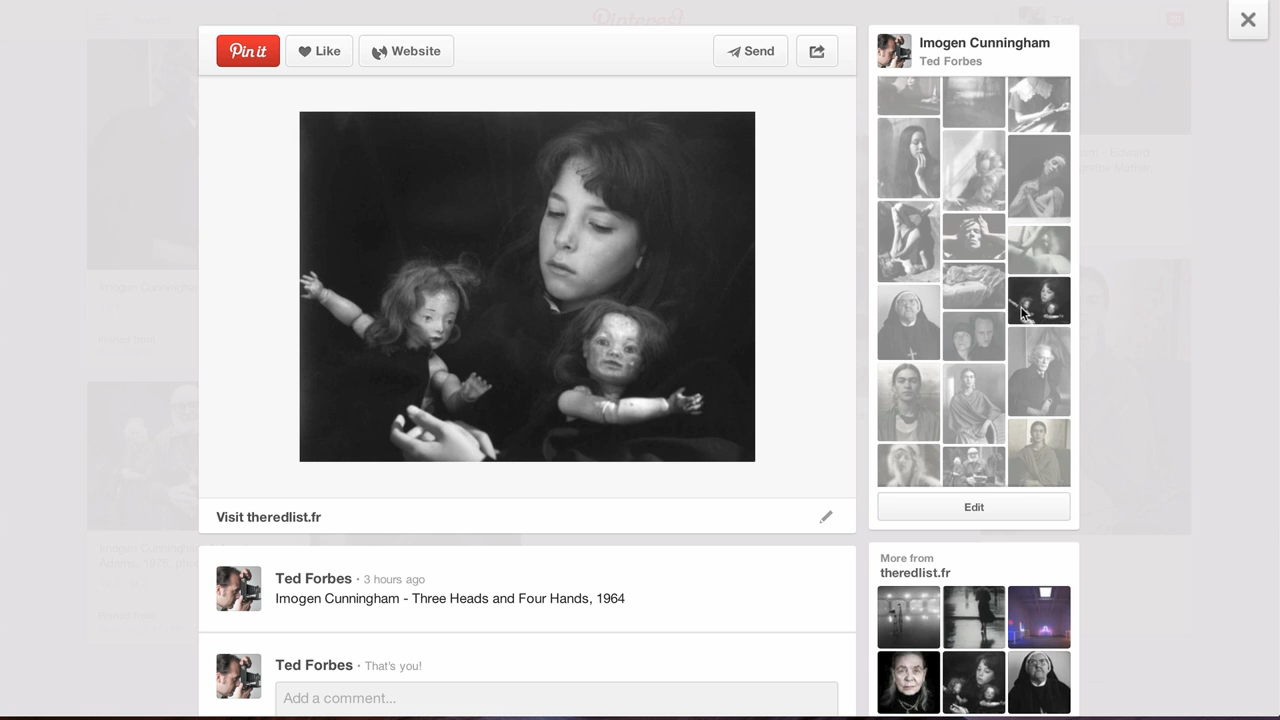 Pinterest
Pin it
Like
Website
Send
Imogen Cunningham
Ted Forbes
Visit theredlist.fr
Edit
More from
theredlist.fr
Ted Forbes • 3 hours ago
Imogen Cunningham - Three Heads and Four Hands, 1964
Ted Forbes • That's you!
Add a comment...